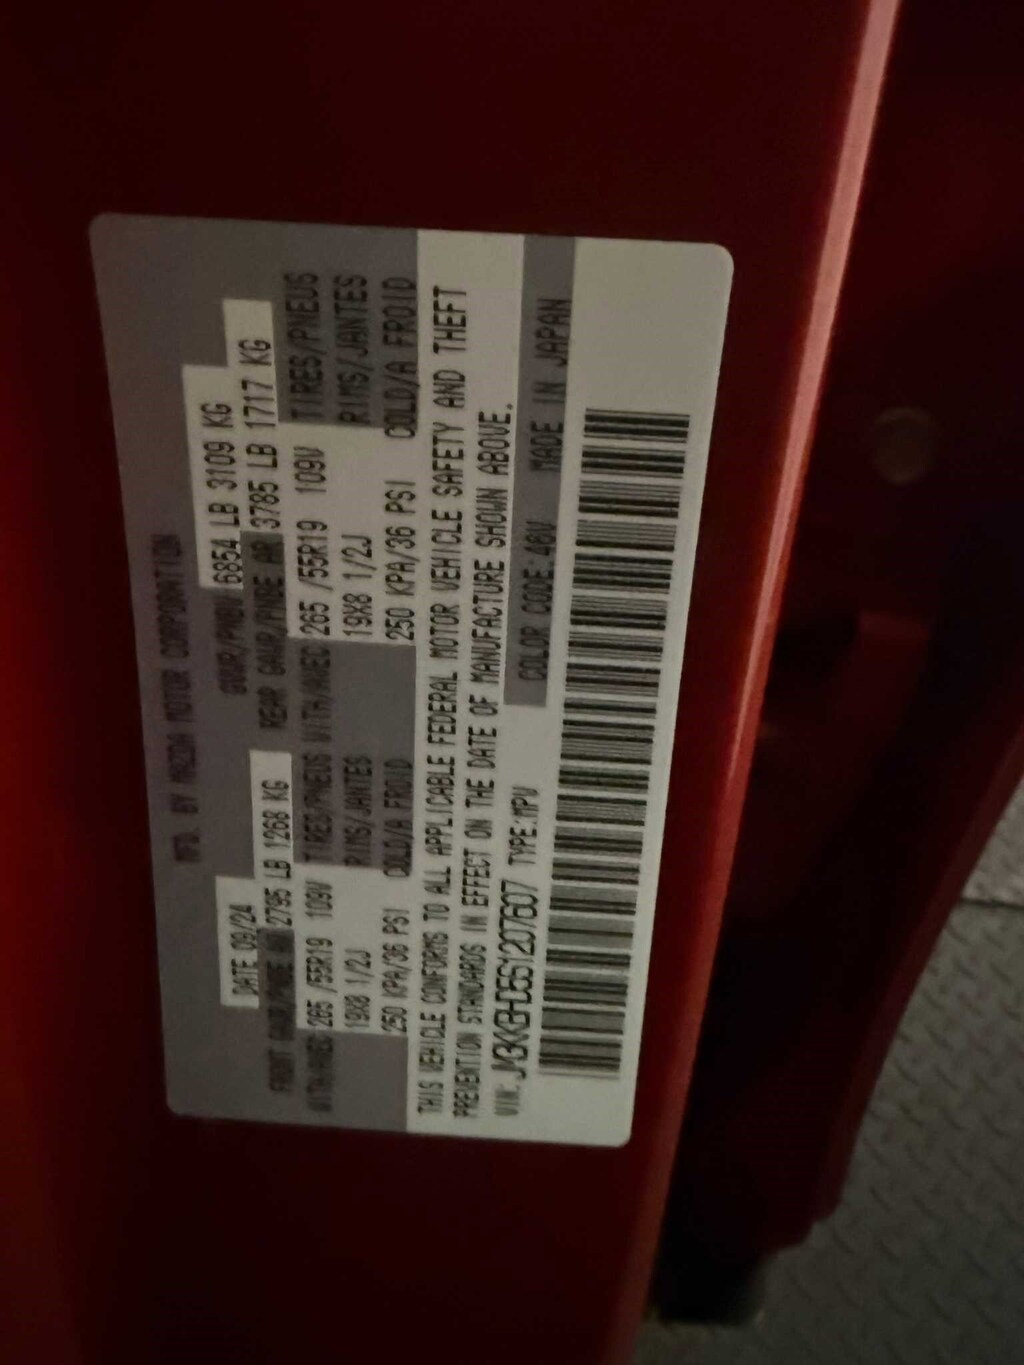 MFD. BY MAZDA MOTOR CORPORATION
DATE 09/24 GVWR/PNBV 6854 LB 3109 KG
FRONT GAWR/PNBE AV 2795 LB 1268 KG REAR GAWR/PNBE AR 3785 LB 1717 KG
WITH/AVEC 265 /55R19 109V TIRES/PNEUS WITH/AVEC 265 /55R19 109V TIRES/PNEUS
19X8 1/2J RIMS/JANTES 19X8 1/2J RIMS/JANTES
250 KPA/36 PSI COLD/A FROID 250 KPA/36 PSI COLD/A FROID
THIS VEHICLE CONFORMS TO ALL APPLICABLE FEDERAL MOTOR VEHICLE SAFETY AND THEFT
PREVENTION STANDARDS IN EFFECT ON THE DATE OF MANUFACTURE SHOWN ABOVE.
VIN: JM3KKBHD5S1207607 TYPE:MPV COLOR CODE:46V MADE IN JAPAN